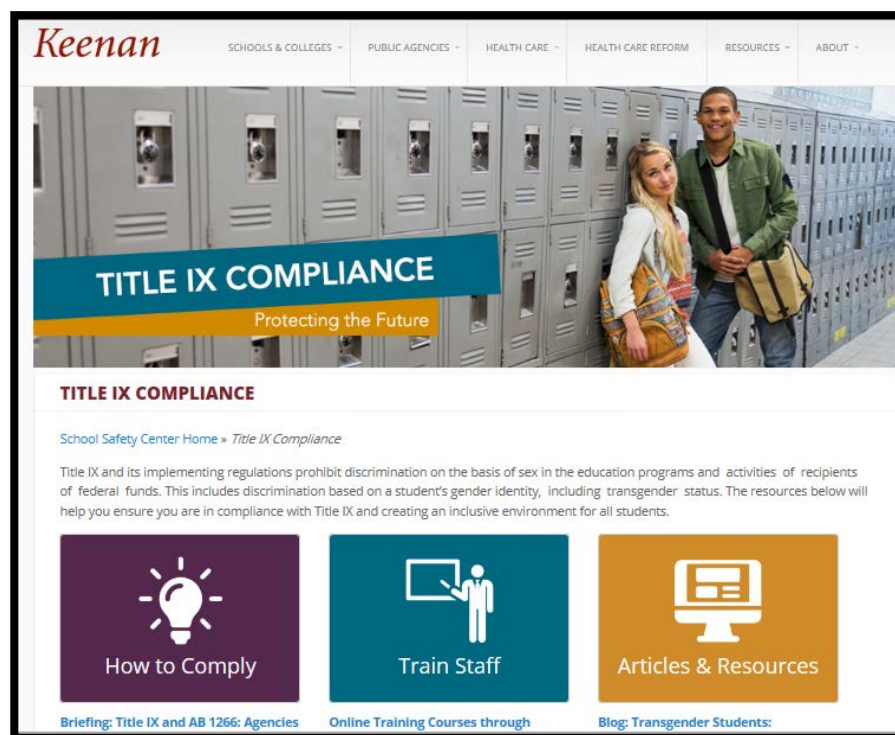 Keenan
SCHOOLS & COLLEGES
PUBLIC AGENCIES
HEALTH CARE
HEALTH CARE REFORM
RESOURCES
ABOUT
TITLE IX COMPLIANCE
Protecting the Future
TITLE IX COMPLIANCE
School Safety Center Home » Title IX Compliance
Title IX and its implementing regulations prohibit discrimination on the basis of sex in the education programs and activities of recipients
of federal funds. This includes discrimination based on a student's gender identity, including transgender status. The resources below will
help you ensure you are in compliance with Title IX and creating an inclusive environment for all students.
How to Comply
Train Staff
Articles & Resources
Briefing: Title IX and AB 1266: Agencies
Online Training Courses through
Blog: Transgender Students: